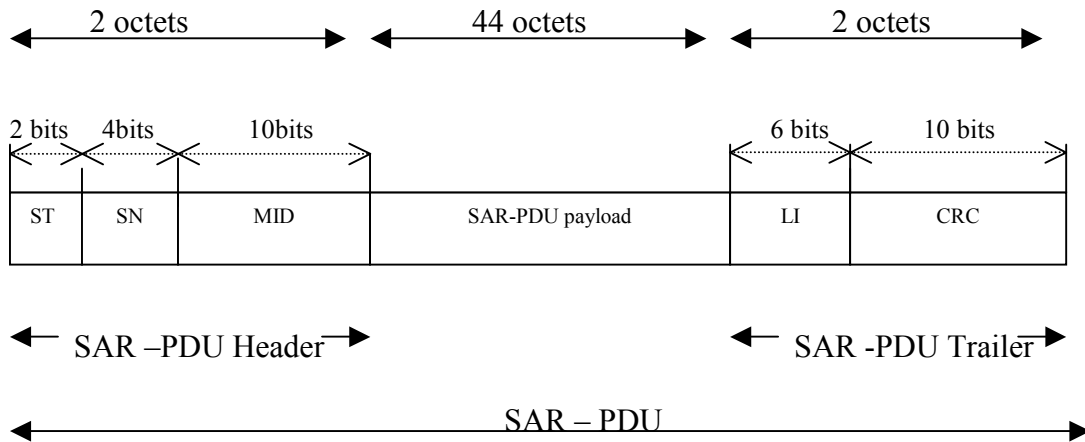 2 octets 44 octets 2 octets
2 bits 4bits 10bits 6 bits 10 bits
ST SN MID SAR-PDU payload LI CRC
SAR –PDU Header SAR -PDU Trailer
SAR – PDU